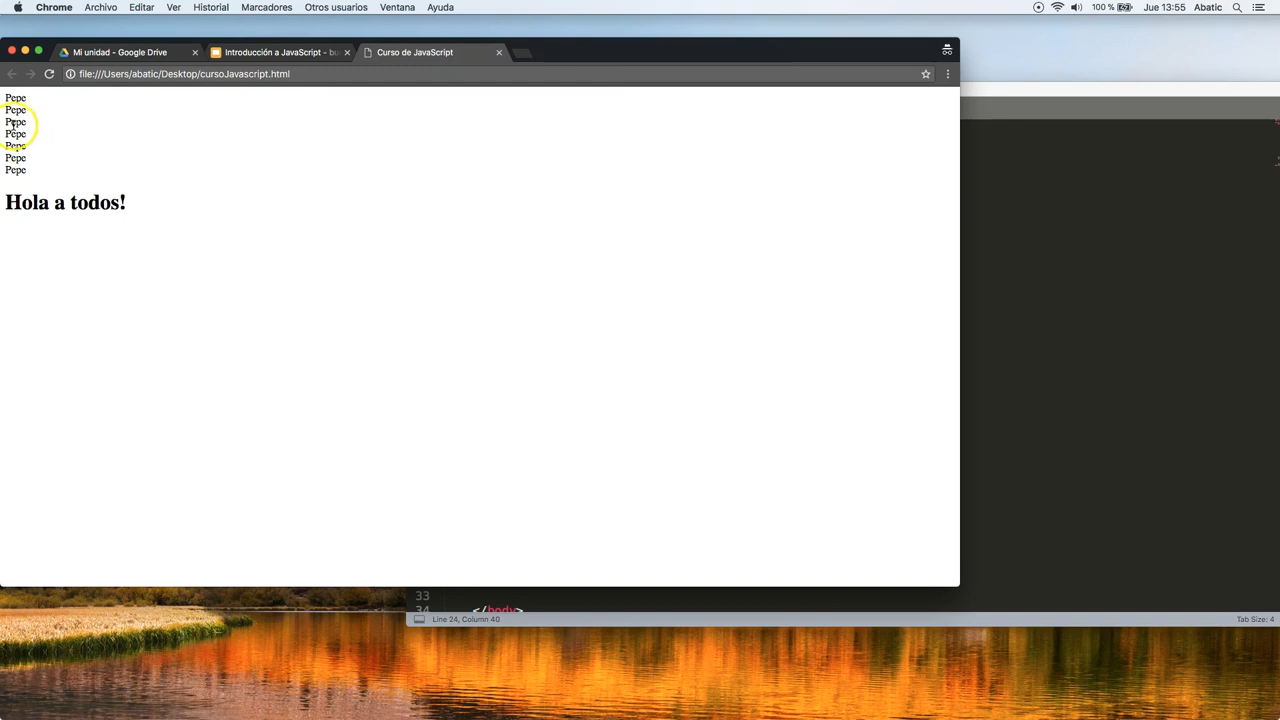 Chrome Archivo Editar Ver Historial Marcadores Otros usuarios Ventana Ayuda 100 % Jue 13:55 Abatic
Mi unidad - Google Drive Introducción a JavaScript - bu Curso de JavaScript
file:///Users/abatic/Desktop/cursoJavascript.html
Pepe
Pepe
Pepe
Pepe
Pepe
Pepe
Pepe
Hola a todos!
33
34 </body>
Line 24, Column 40 Tab Size: 4